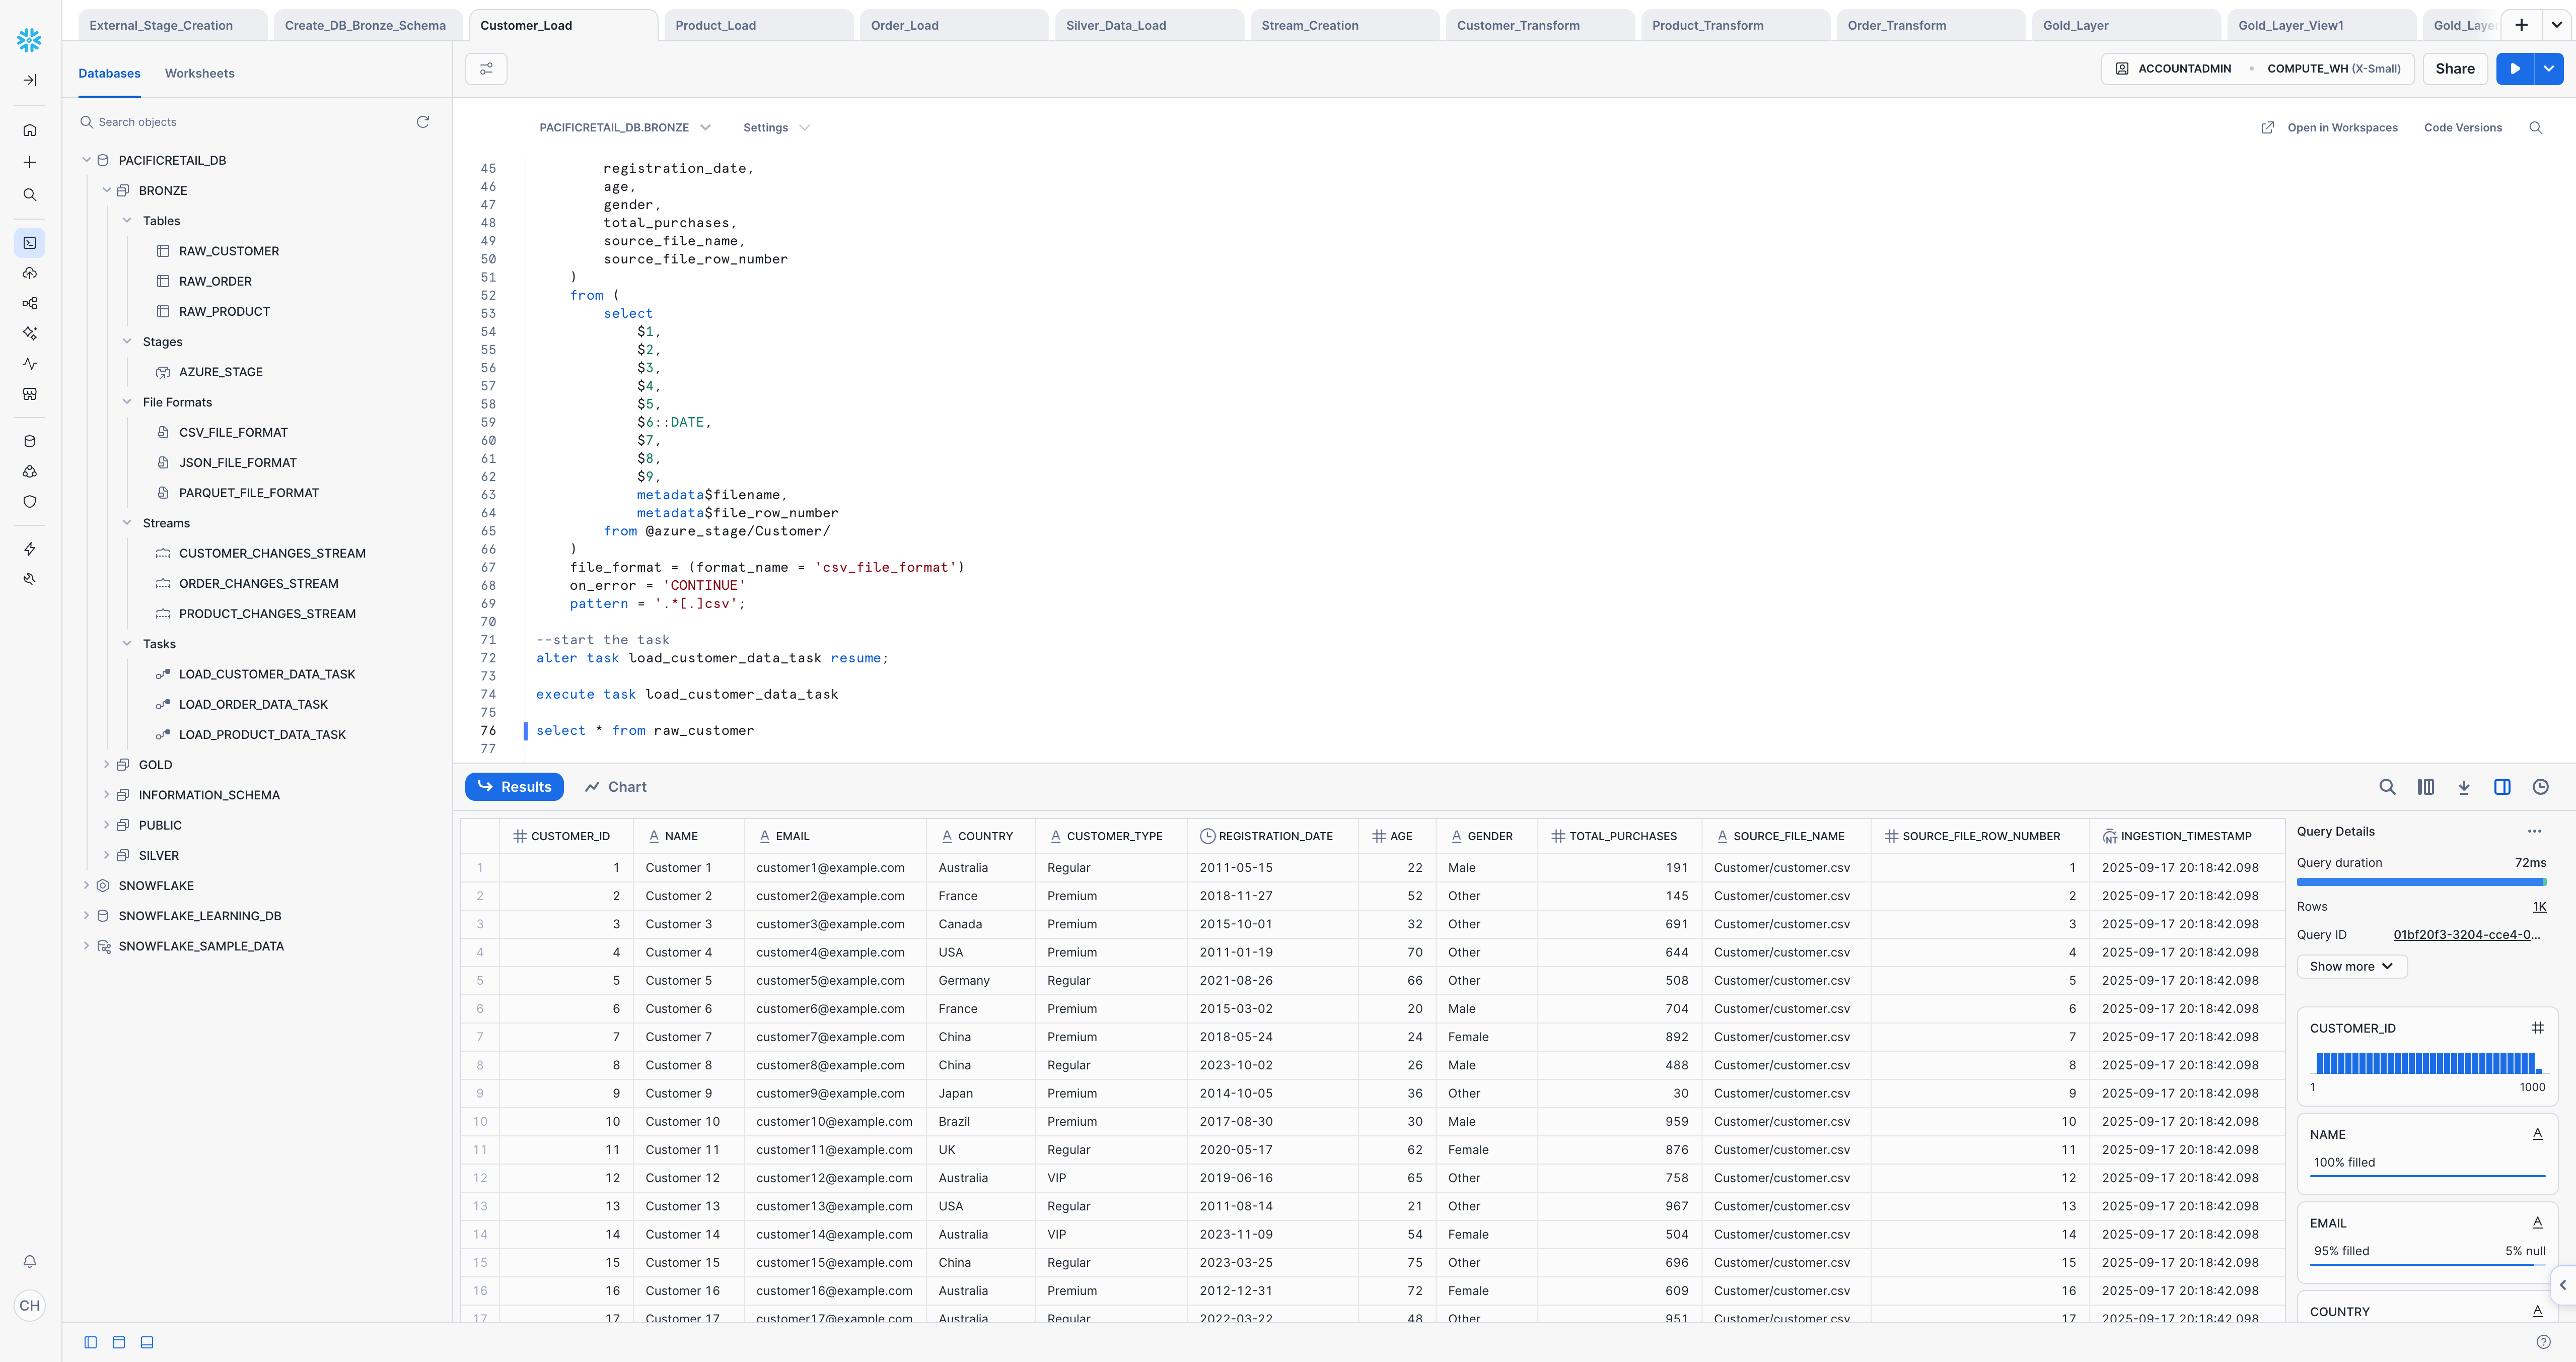 External_Stage_Creation
Create_DB_Bronze_Schema
Customer_Load
Product_Load
Order_Load
Silver_Data_Load
Stream_Creation
Customer_Transform
Product_Transform
Order_Transform
Gold_Layer
Gold_Layer_View1
Gold_Laye
Databases Worksheets
ACCOUNTADMIN • COMPUTE_WH (X-Small)
Share
Search objects
PACIFICRETAIL_DB
BRONZE
Tables
RAW_CUSTOMER
RAW_ORDER
RAW_PRODUCT
Stages
AZURE_STAGE
File Formats
CSV_FILE_FORMAT
JSON_FILE_FORMAT
PARQUET_FILE_FORMAT
Streams
CUSTOMER_CHANGES_STREAM
ORDER_CHANGES_STREAM
PRODUCT_CHANGES_STREAM
Tasks
LOAD_CUSTOMER_DATA_TASK
LOAD_ORDER_DATA_TASK
LOAD_PRODUCT_DATA_TASK
GOLD
INFORMATION_SCHEMA
PUBLIC
SILVER
SNOWFLAKE
SNOWFLAKE_LEARNING_DB
SNOWFLAKE_SAMPLE_DATA
CH
PACIFICRETAIL_DB.BRONZE
Settings
Open in Workspaces
Code Versions
45 registration_date,
46 age,
47 gender,
48 total_purchases,
49 source_file_name,
50 source_file_row_number
51 )
52 from (
53 select
54 $1,
55 $2,
56 $3,
57 $4,
58 $5,
59 $6::DATE,
60 $7,
61 $8,
62 $9,
63 metadata$filename,
64 metadata$file_row_number
65 from @azure_stage/Customer/
66 )
67 file_format = (format_name = 'csv_file_format')
68 on_error = 'CONTINUE'
69 pattern = '.*[.]csv';
70
71 --start the task
72 alter task load_customer_data_task resume;
73
74 execute task load_customer_data_task
75
76 select * from raw_customer
77
Results
Chart
CUSTOMER_ID NAME EMAIL COUNTRY CUSTOMER_TYPE REGISTRATION_DATE AGE GENDER TOTAL_PURCHASES SOURCE_FILE_NAME SOURCE_FILE_ROW_NUMBER INGESTION_TIMESTAMP
1 1 Customer 1 customer1@example.com Australia Regular 2011-05-15 22 Male 191 Customer/customer.csv 1 2025-09-17 20:18:42.098
2 2 Customer 2 customer2@example.com France Premium 2018-11-27 52 Other 145 Customer/customer.csv 2 2025-09-17 20:18:42.098
3 3 Customer 3 customer3@example.com Canada Premium 2015-10-01 32 Other 691 Customer/customer.csv 3 2025-09-17 20:18:42.098
4 4 Customer 4 customer4@example.com USA Premium 2011-01-19 70 Other 644 Customer/customer.csv 4 2025-09-17 20:18:42.098
5 5 Customer 5 customer5@example.com Germany Regular 2021-08-26 66 Other 508 Customer/customer.csv 5 2025-09-17 20:18:42.098
6 6 Customer 6 customer6@example.com France Premium 2015-03-02 20 Male 704 Customer/customer.csv 6 2025-09-17 20:18:42.098
7 7 Customer 7 customer7@example.com China Premium 2018-05-24 24 Female 892 Customer/customer.csv 7 2025-09-17 20:18:42.098
8 8 Customer 8 customer8@example.com China Regular 2023-10-02 26 Male 488 Customer/customer.csv 8 2025-09-17 20:18:42.098
9 9 Customer 9 customer9@example.com Japan Premium 2014-10-05 36 Other 30 Customer/customer.csv 9 2025-09-17 20:18:42.098
10 10 Customer 10 customer10@example.com Brazil Premium 2017-08-30 30 Male 959 Customer/customer.csv 10 2025-09-17 20:18:42.098
11 11 Customer 11 customer11@example.com UK Regular 2020-05-17 62 Female 876 Customer/customer.csv 11 2025-09-17 20:18:42.098
12 12 Customer 12 customer12@example.com Australia VIP 2019-06-16 65 Other 758 Customer/customer.csv 12 2025-09-17 20:18:42.098
13 13 Customer 13 customer13@example.com USA Regular 2011-08-14 21 Other 967 Customer/customer.csv 13 2025-09-17 20:18:42.098
14 14 Customer 14 customer14@example.com Australia VIP 2023-11-09 54 Female 504 Customer/customer.csv 14 2025-09-17 20:18:42.098
15 15 Customer 15 customer15@example.com China Regular 2023-03-25 75 Other 696 Customer/customer.csv 15 2025-09-17 20:18:42.098
16 16 Customer 16 customer16@example.com Australia Premium 2012-12-31 72 Female 609 Customer/customer.csv 16 2025-09-17 20:18:42.098
17 17 Customer 17 customer17@example.com Australia Regular 2022-03-22 48 Other 951 Customer/customer.csv 17 2025-09-17 20:18:42.098
Query Details
Query duration 72ms
Rows 1K
Query ID 01bf20f3-3204-cce4-0...
Show more
CUSTOMER_ID
1 1000
NAME
100% filled
EMAIL
95% filled 5% null
COUNTRY